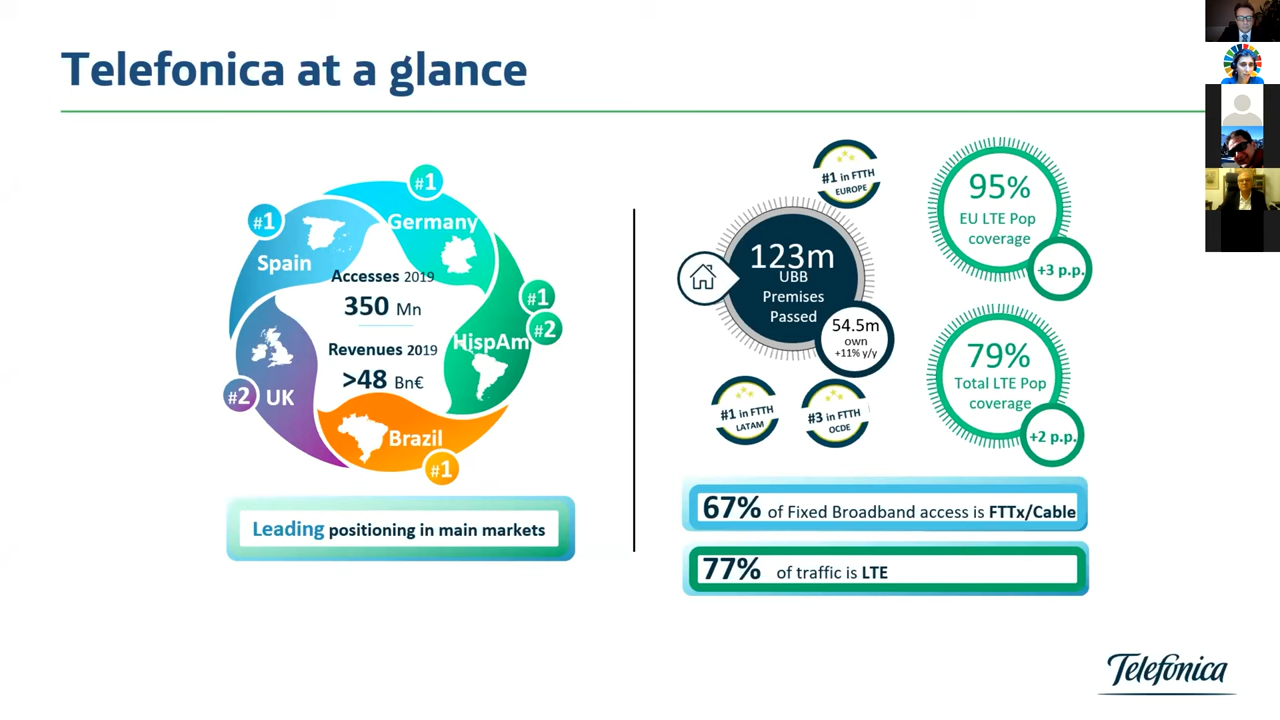 Telefonica at a glance
#1
#1
Germany
Spain
Accesses 2019
350 Mn
#1
#2
HispAm
Revenues 2019
>48 Bn€
#2 UK
Brazil
#1
Leading positioning in main markets
#1 in FTTH
EUROPE
123m
UBB
Premises
Passed
54.5m
own
+11% y/y
#1 in FTTH
LATAM
#3 in FTTH
OCDE
95%
EU LTE Pop
coverage
+3 p.p.
79%
Total LTE Pop
coverage
+2 p.p.
67% of Fixed Broadband access is FTTx/Cable
77% of traffic is LTE
Telefónica